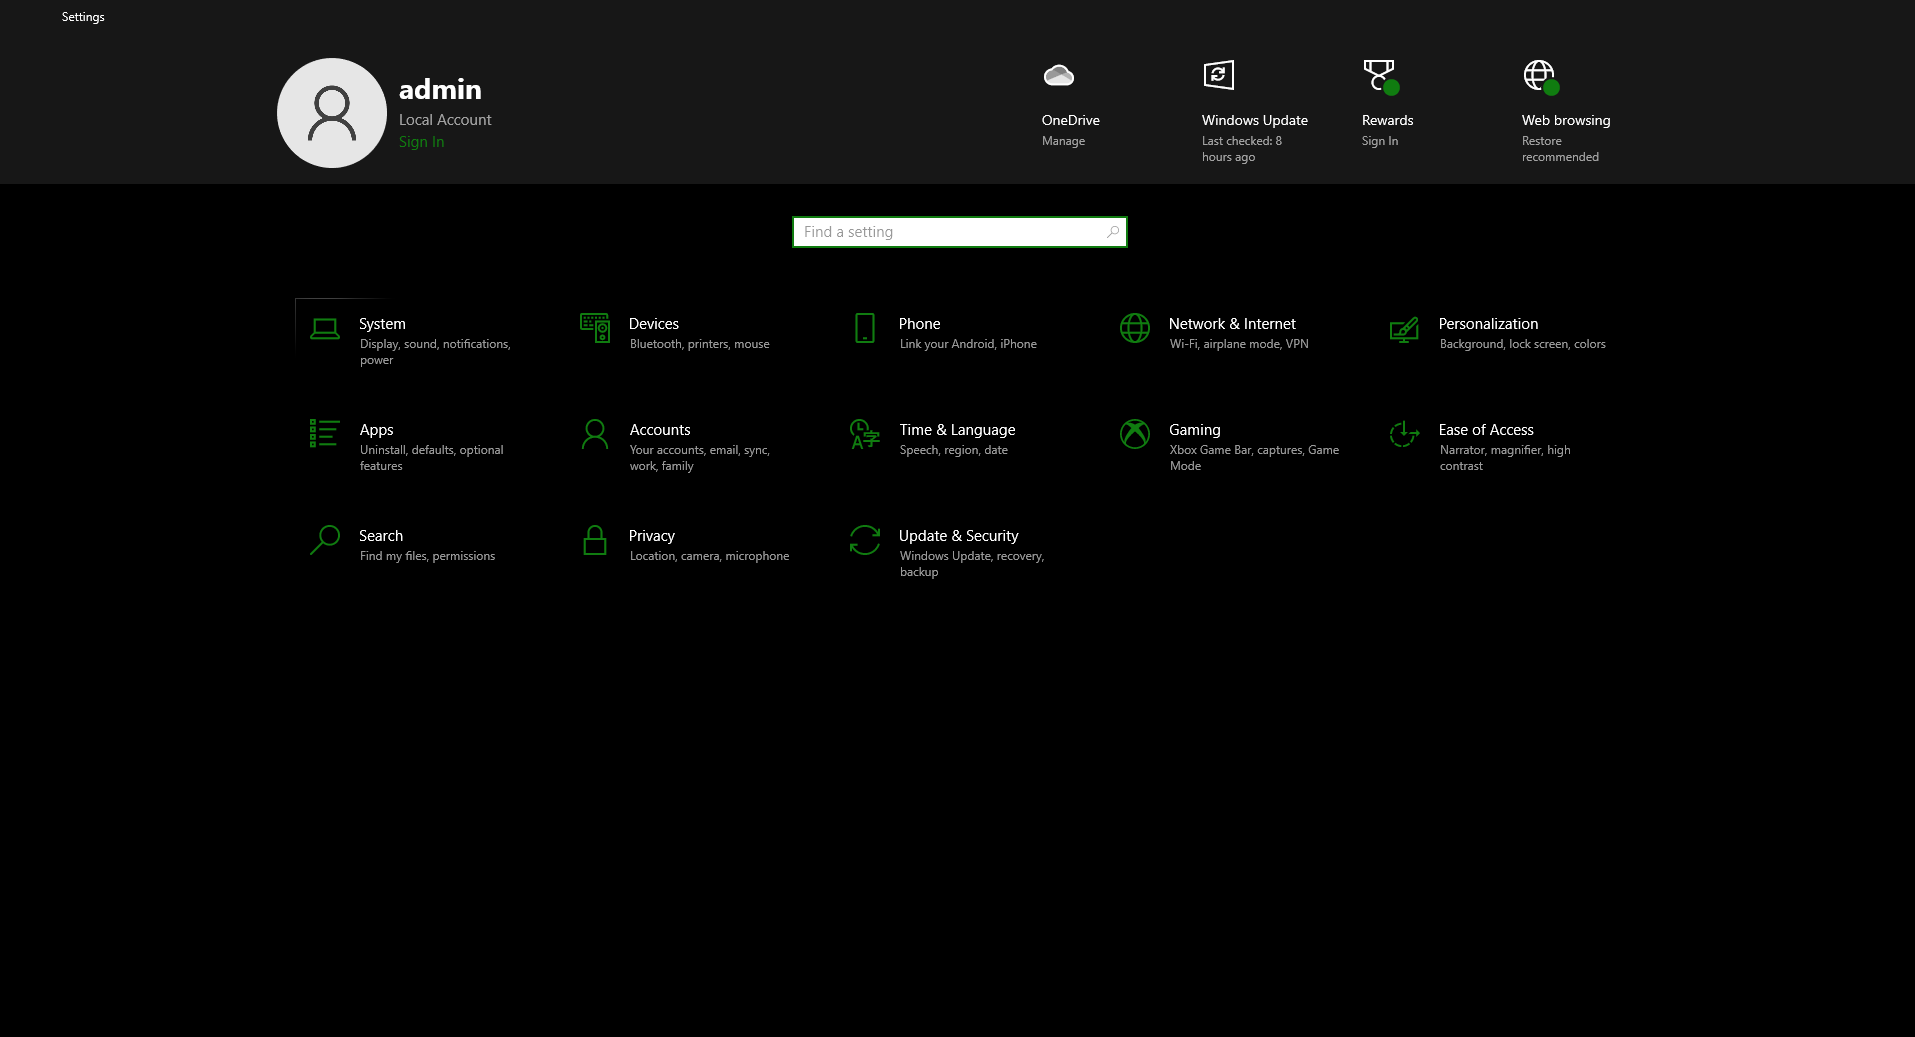 Settings
admin
Local Account
Sign In
OneDrive
Manage
Windows Update
Last checked: 8
hours ago
Rewards
Sign In
Web browsing
Restore
recommended
Find a setting
System
Display, sound, notifications,
power
Devices
Bluetooth, printers, mouse
Phone
Link your Android, iPhone
Network & Internet
Wi-Fi, airplane mode, VPN
Personalization
Background, lock screen, colors
Apps
Uninstall, defaults, optional
features
Accounts
Your accounts, email, sync,
work, family
Time & Language
Speech, region, date
Gaming
Xbox Game Bar, captures, Game
Mode
Ease of Access
Narrator, magnifier, high
contrast
Search
Find my files, permissions
Privacy
Location, camera, microphone
Update & Security
Windows Update, recovery,
backup